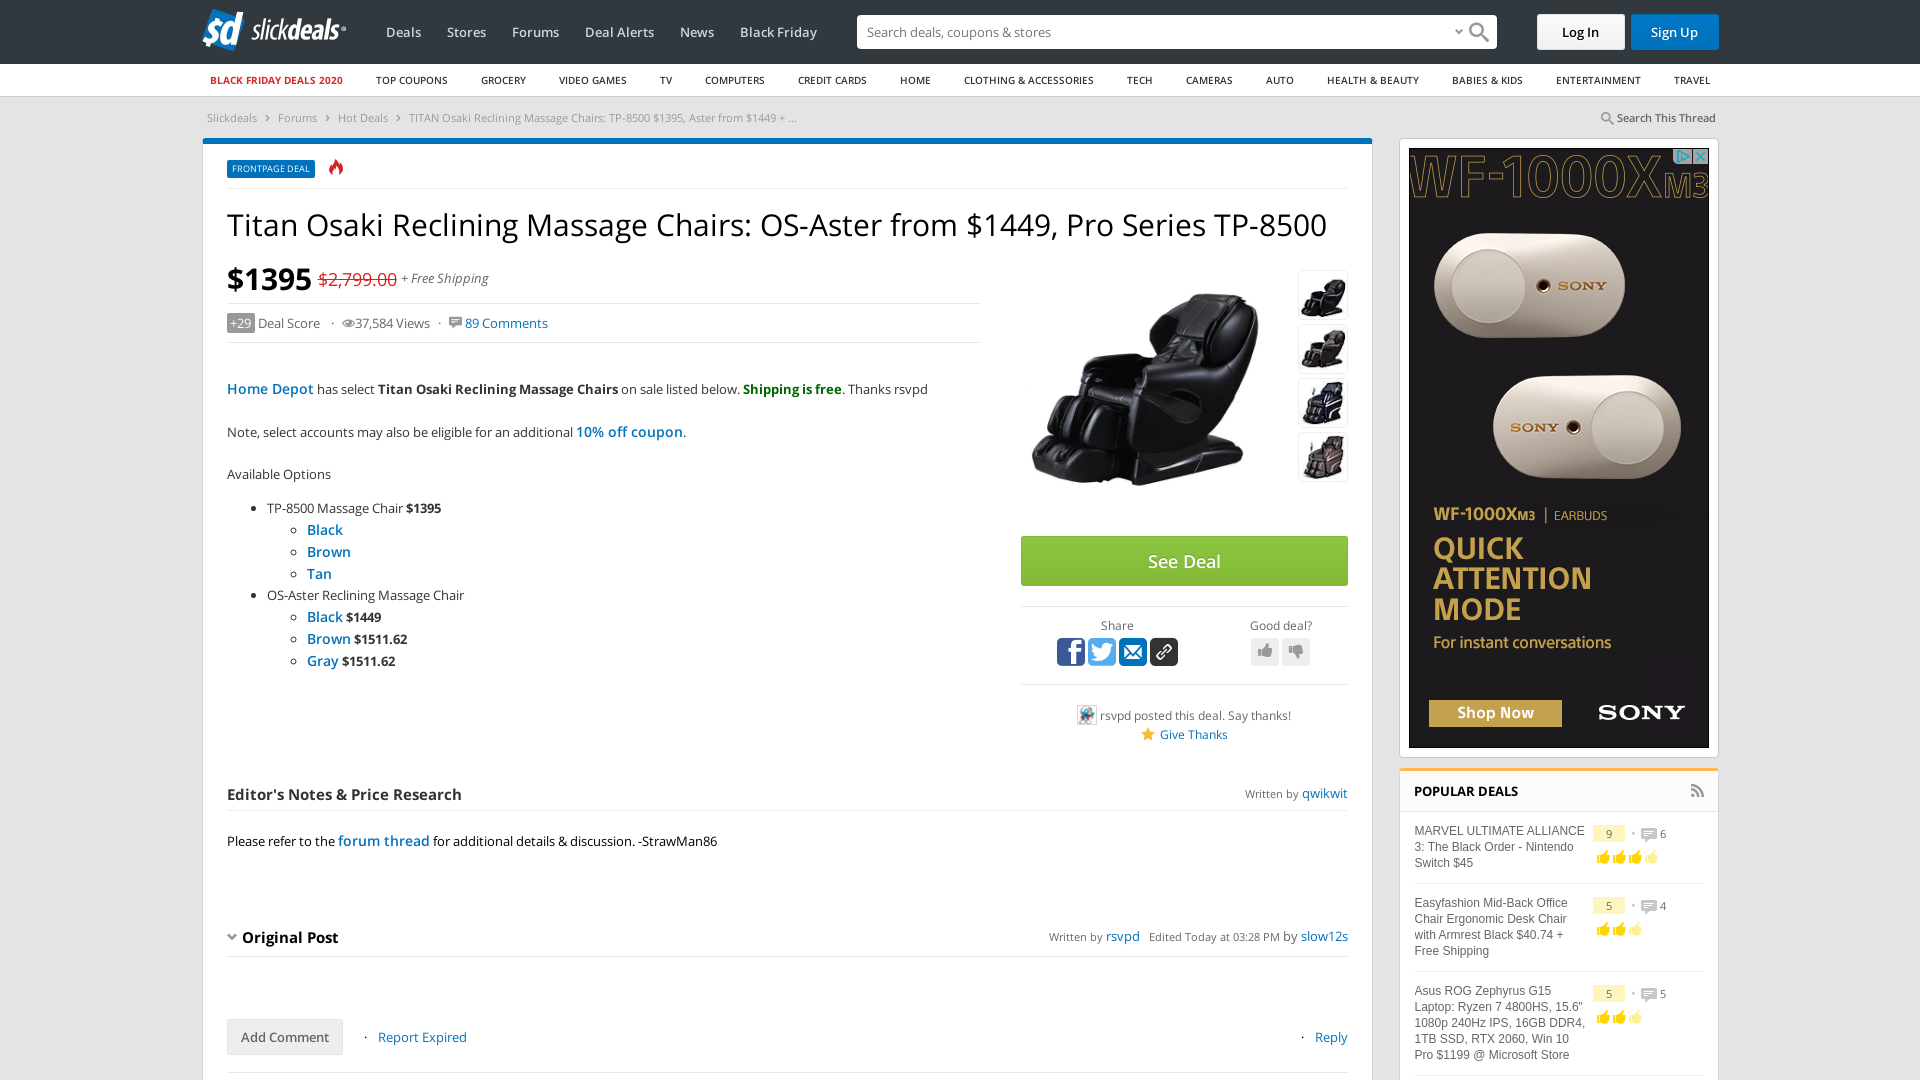 sd slickdeals
Deals Stores Forums Deal Alerts News Black Friday
Search deals, coupons & stores
Log In
Sign Up
BLACK FRIDAY DEALS 2020 TOP COUPONS GROCERY VIDEO GAMES TV COMPUTERS CREDIT CARDS HOME CLOTHING & ACCESSORIES TECH CAMERAS AUTO HEALTH & BEAUTY BABIES & KIDS ENTERTAINMENT TRAVEL
Slickdeals > Forums > Hot Deals > TITAN Osaki Reclining Massage Chairs: TP-8500 $1395, Aster from $1449 + ...
Search This Thread
FRONTPAGE DEAL
Titan Osaki Reclining Massage Chairs: OS-Aster from $1449, Pro Series TP-8500
$1395 $2,799.00 + Free Shipping
+29 Deal Score · 37,584 Views · 89 Comments
Home Depot has select Titan Osaki Reclining Massage Chairs on sale listed below. Shipping is free. Thanks rsvpd
Note, select accounts may also be eligible for an additional 10% off coupon.
Available Options
• TP-8500 Massage Chair $1395
Black
Brown
Tan
• OS-Aster Reclining Massage Chair
Black $1449
Brown $1511.62
Gray $1511.62
See Deal
Share
Good deal?
rsvpd posted this deal. Say thanks!
Give Thanks
Editor's Notes & Price Research
Written by qwikwit
Please refer to the forum thread for additional details & discussion. -StrawMan86
Original Post
Written by rsvpd Edited Today at 03:28 PM by slow12s
Add Comment
· Report Expired
· Reply
WF-1000XM3
SONY
SONY
WF-1000XM3 | EARBUDS
QUICK
ATTENTION
MODE
For instant conversations
Shop Now
SONY
POPULAR DEALS
MARVEL ULTIMATE ALLIANCE
3: The Black Order - Nintendo
Switch $45
9 • 6
Easyfashion Mid-Back Office
Chair Ergonomic Desk Chair
with Armrest Black $40.74 +
Free Shipping
5 • 4
Asus ROG Zephyrus G15
Laptop: Ryzen 7 4800HS, 15.6"
1080p 240Hz IPS, 16GB DDR4,
1TB SSD, RTX 2060, Win 10
Pro $1199 @ Microsoft Store
5 • 5